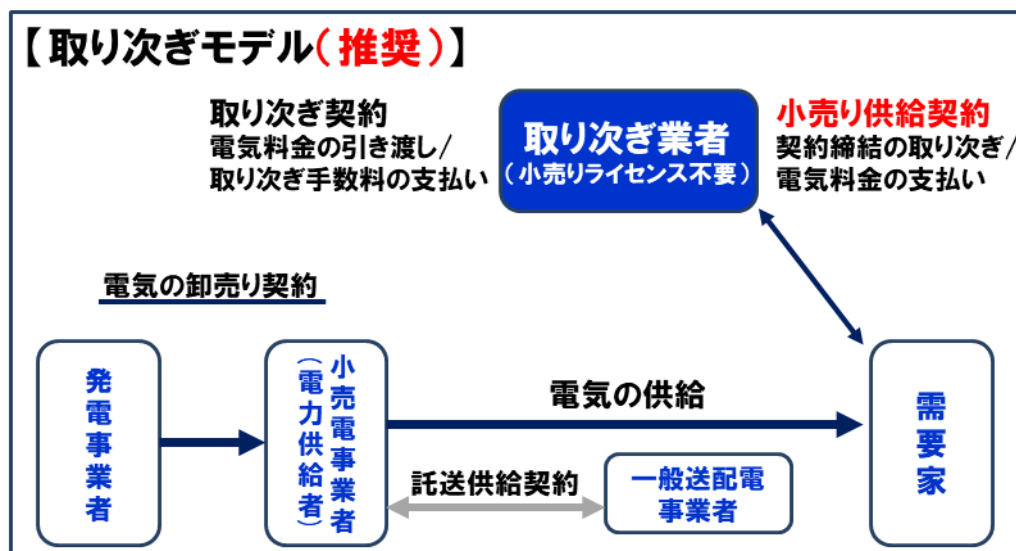 【取り次ぎモデル(推奨)】
取り次ぎ契約
電気料金の引き渡し/
取り次ぎ手数料の支払い
取り次ぎ業者
(小売りライセンス不要)
小売り供給契約
契約締結の取り次ぎ/
電気料金の支払い
電気の卸売り契約
発電事業者
小売電事業者
(電力供給者)
電気の供給
託送供給契約
一般送配電
事業者
需要家